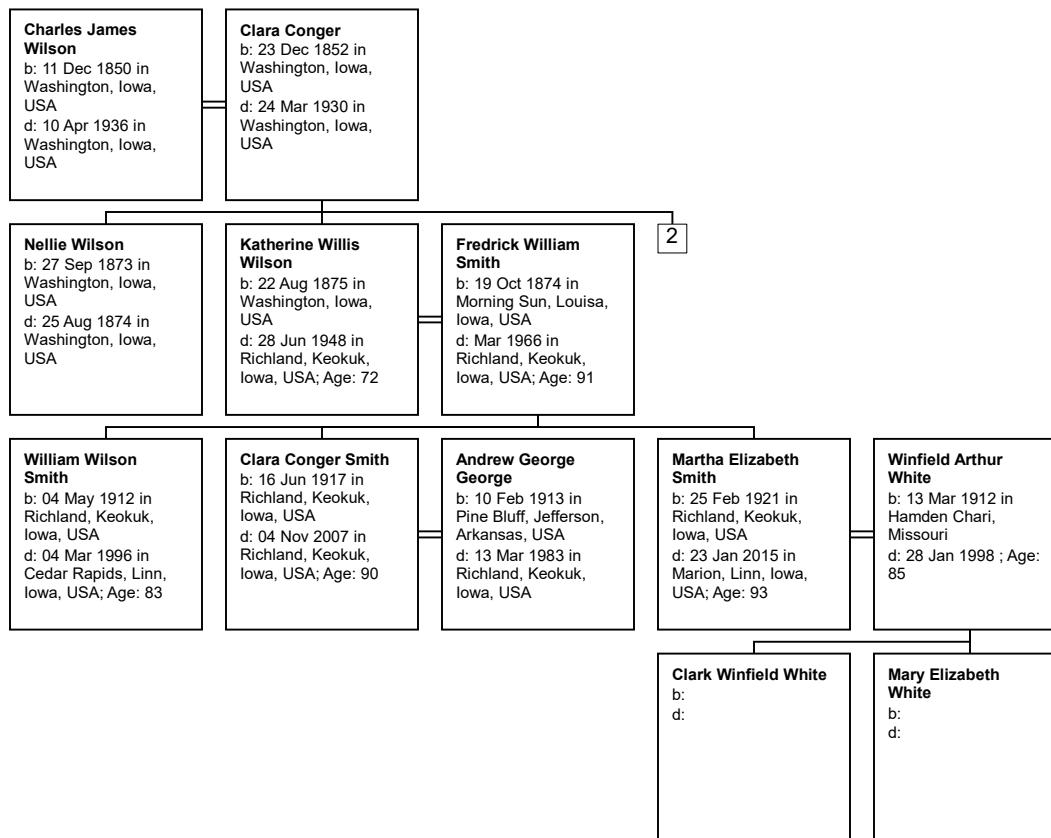 Charles James
Wilson
b: 11 Dec 1850 in
Washington, Iowa,
USA
d: 10 Apr 1936 in
Washington, Iowa,
USA
Clara Conger
b: 23 Dec 1852 in
Washington, Iowa,
USA
d: 24 Mar 1930 in
Washington, Iowa,
USA
Nellie Wilson
b: 27 Sep 1873 in
Washington, Iowa,
USA
d: 25 Aug 1874 in
Washington, Iowa,
USA
Katherine Willis
Wilson
b: 22 Aug 1875 in
Washington, Iowa,
USA
d: 28 Jun 1948 in
Richland, Keokuk,
Iowa, USA; Age: 72
Fredrick William
Smith
b: 19 Oct 1874 in
Morning Sun, Louisa,
Iowa, USA
d: Mar 1966 in
Richland, Keokuk,
Iowa, USA; Age: 91
2
William Wilson
Smith
b: 04 May 1912 in
Richland, Keokuk,
Iowa, USA
d: 04 Mar 1996 in
Cedar Rapids, Linn,
Iowa, USA; Age: 83
Clara Conger Smith
b: 16 Jun 1917 in
Richland, Keokuk,
Iowa, USA
d: 04 Nov 2007 in
Richland, Keokuk,
Iowa, USA; Age: 90
Andrew George
George
b: 10 Feb 1913 in
Pine Bluff, Jefferson,
Arkansas, USA
d: 13 Mar 1983 in
Richland, Keokuk,
Iowa, USA
Martha Elizabeth
Smith
b: 25 Feb 1921 in
Richland, Keokuk,
Iowa, USA
d: 23 Jan 2015 in
Marion, Linn, Iowa,
USA; Age: 93
Winfield Arthur
White
b: 13 Mar 1912 in
Hamden Chari,
Missouri
d: 28 Jan 1998 ; Age:
85
Clark Winfield White
b:
d:
Mary Elizabeth
White
b:
d: